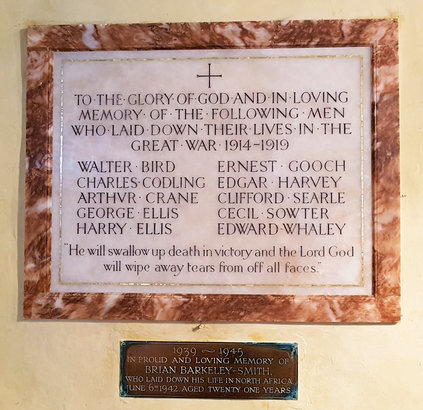 TO·THE·GLORY·OF·GOD·AND·IN·LOVING
MEMORY·OF·THE·FOLLOWING·MEN
WHO·LAID·DOWN·THEIR·LIVES·IN·THE
GREAT·WAR·1914-1919
WALTER·BIRD
CHARLES·CODLING
ARTHVR·CRANE
GEORGE·ELLIS
HARRY·ELLIS
ERNEST·GOOCH
EDGAR·HARVEY
CLIFFORD·SEARLE
CECIL·SOWTER
EDWARD·WHALEY
"He will swallow up death in victory and the Lord God
will wipe away tears from off all faces."
1939 ~ 1945
IN PROUD AND LOVING MEMORY OF
BRIAN BARKELEY-SMITH,
WHO LAID DOWN HIS LIFE IN NORTH AFRICA
JUNE 6TH 1942. AGED TWENTY ONE YEARS